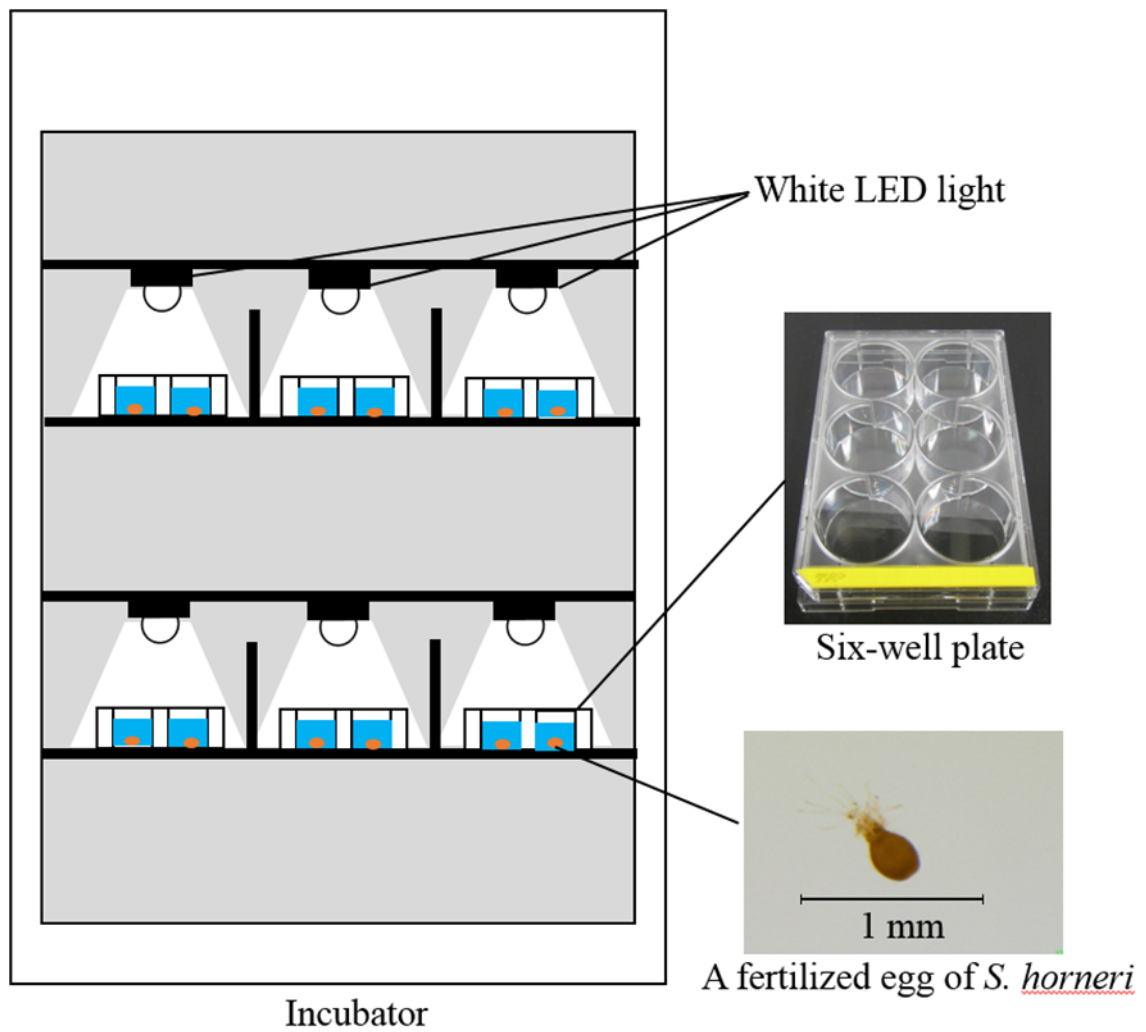 White LED light
Six-well plate
1 mm
A fertilized egg of S. horneri
Incubator